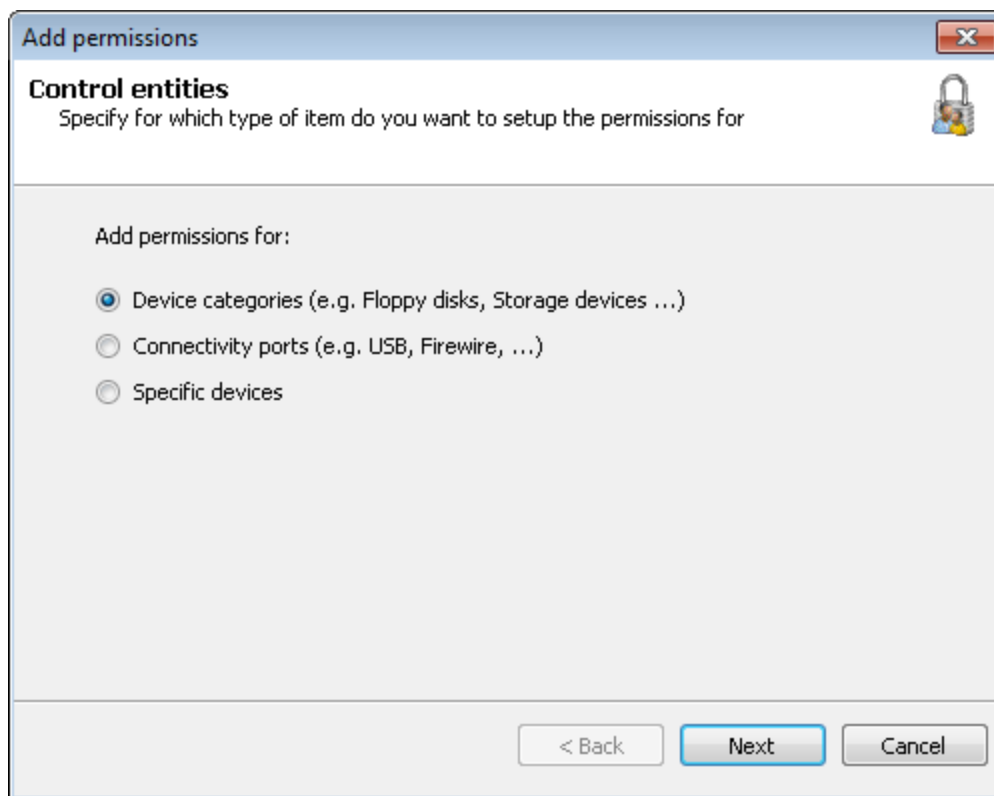 Add permissions
Control entities
Specify for which type of item do you want to setup the permissions for
Add permissions for:
Device categories (e.g. Floppy disks, Storage devices ...)
Connectivity ports (e.g. USB, Firewire, ...)
Specific devices
< Back Next Cancel